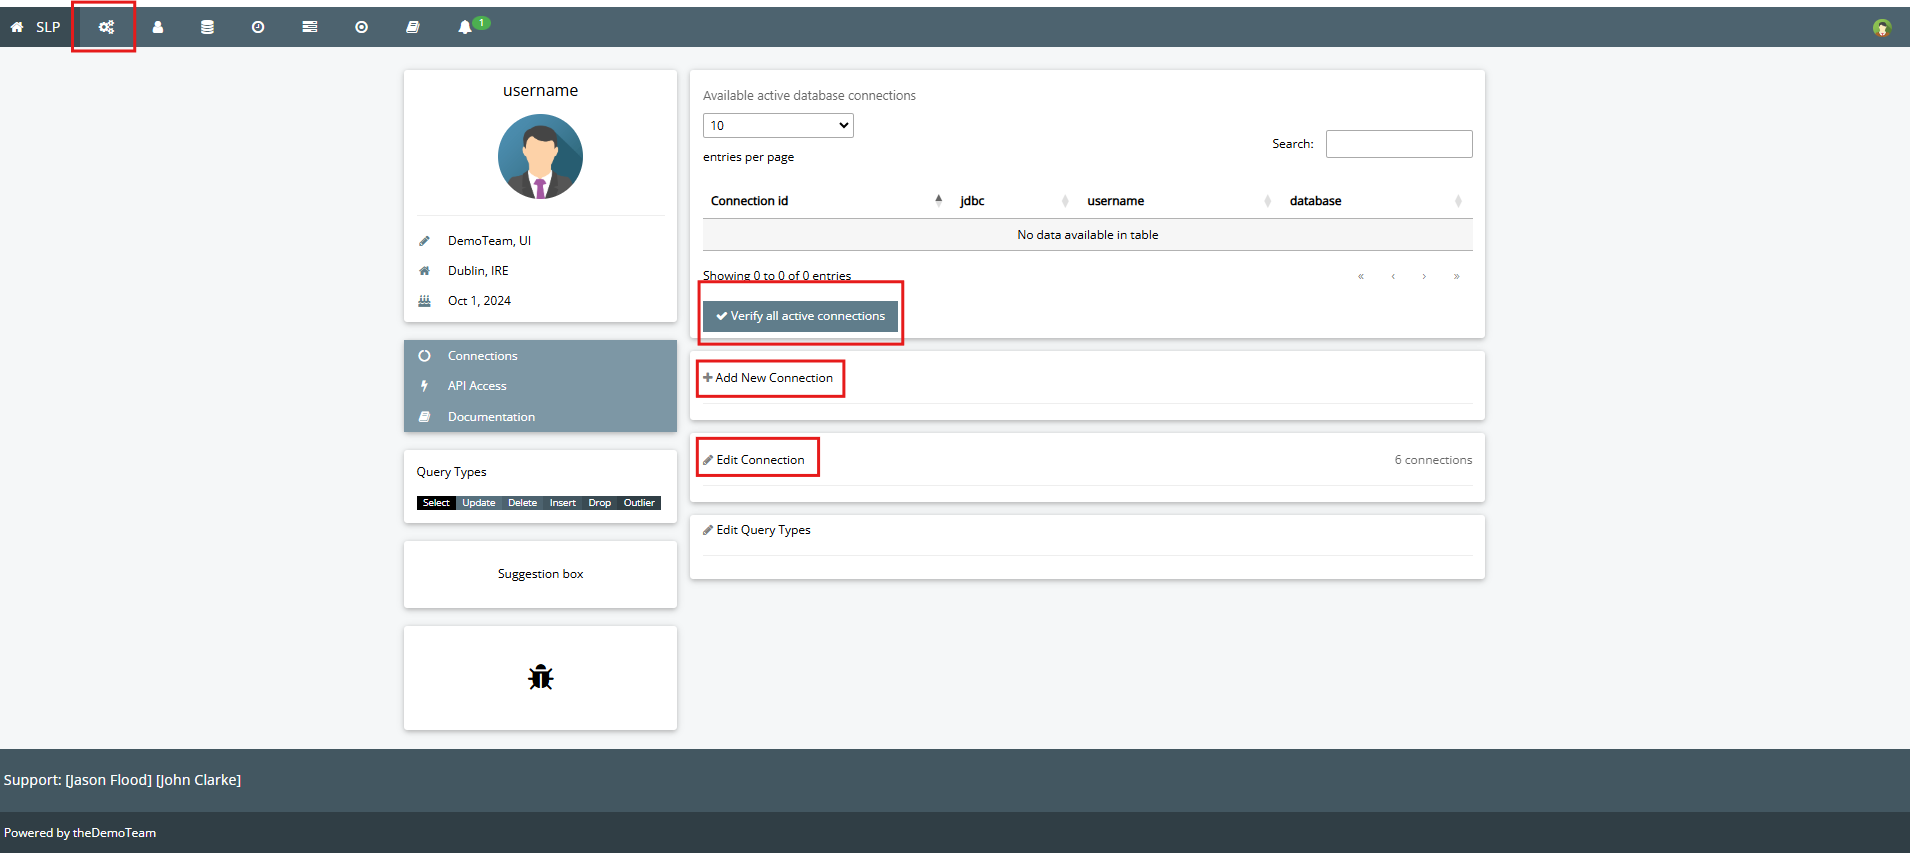 SLP
1
username
DemoTeam, UI
Dublin, IRE
Oct 1, 2024
Connections
API Access
Documentation
Query Types
Select Update Delete Insert Drop Outlier
Suggestion box
Available active database connections
10
entries per page
Search:
Connection id jdbc username database
No data available in table
Showing 0 to 0 of 0 entries
« ‹ › »
Verify all active connections
Add New Connection
Edit Connection
6 connections
Edit Query Types
Support: [Jason Flood] [John Clarke]
Powered by theDemoTeam